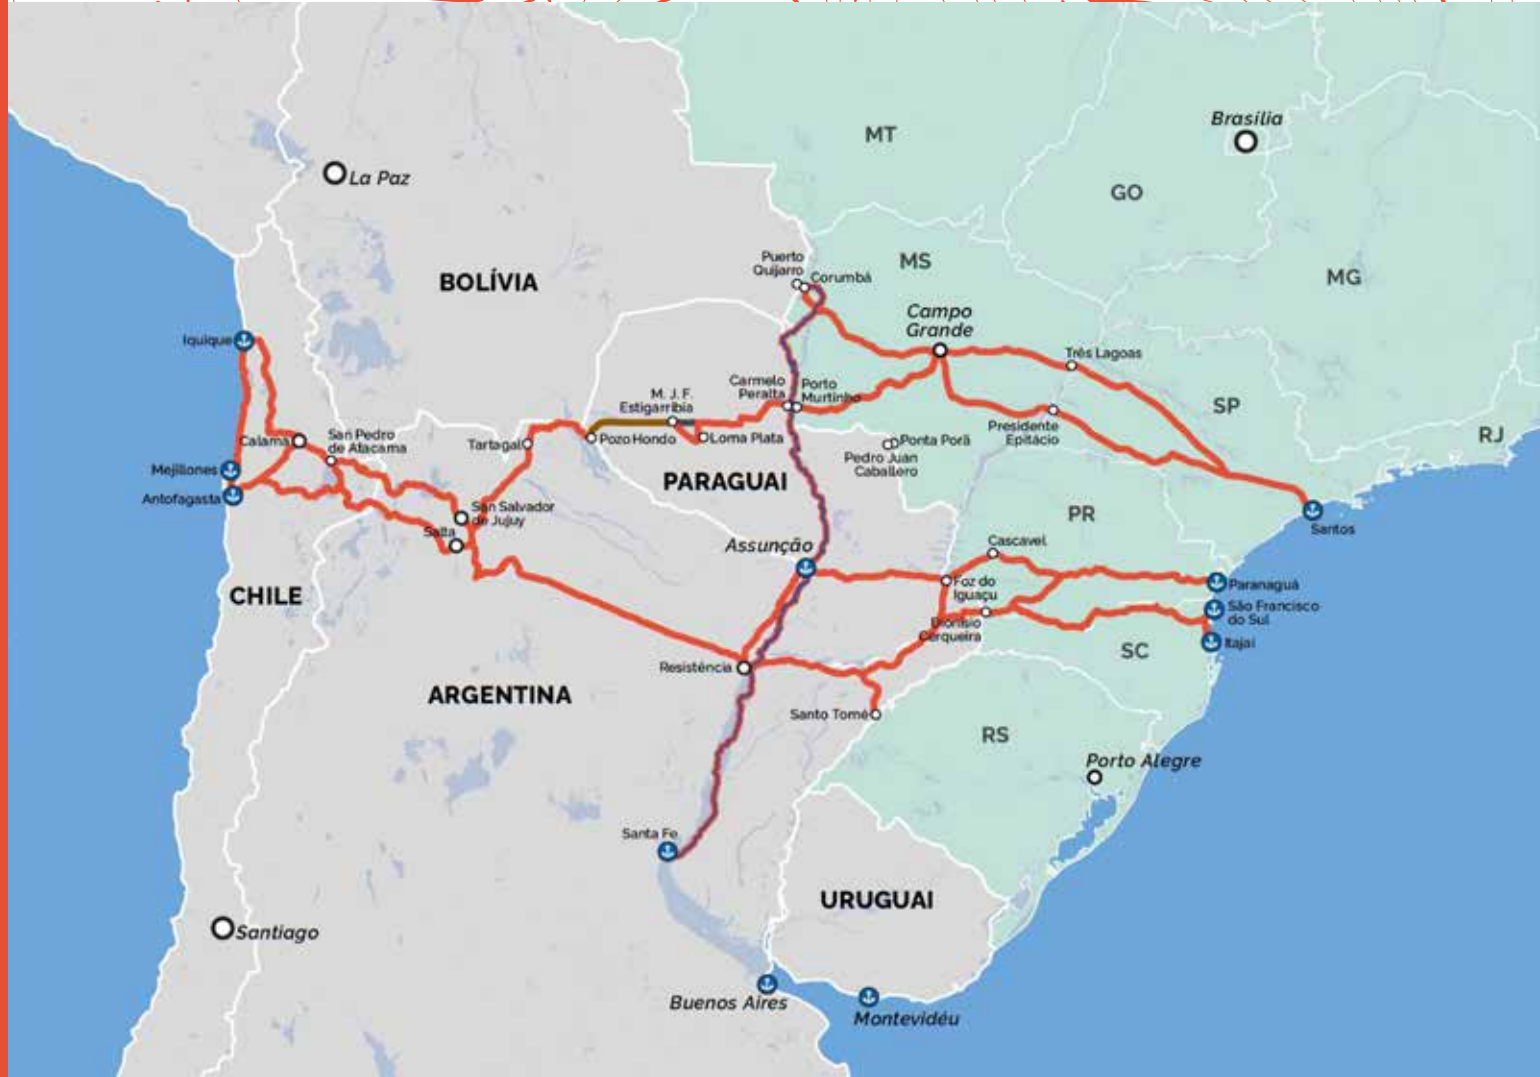 Brasília
MT
La Paz
GO
BOLÍVIA
Puerto
Quijarro
Corumbá
MS
MG
Campo
Grande
Iquique
Três Lagoas
M. J. F.
Estigarribia
Carmelo
Peralta
Porto
Murtinho
SP
RJ
Calama
San Pedro
de Atacama
Tartagal
Pozo Hondo
Loma Plata
Presidente
Epitácio
Ponta Porã
Pedro Juan
Caballero
Mejillones
Antofagasta
PARAGUAI
San Salvador
de Jujuy
Salta
PR
Santos
Assunção
Cascavel
CHILE
Foz do
Iguaçu
Paranaguá
São Francisco
do Sul
Dionísio
Cerqueira
Itajaí
SC
Resistência
ARGENTINA
Santo Tomé
RS
Porto Alegre
Santa Fe
URUGUAI
Santiago
Buenos Aires
Montevidéu